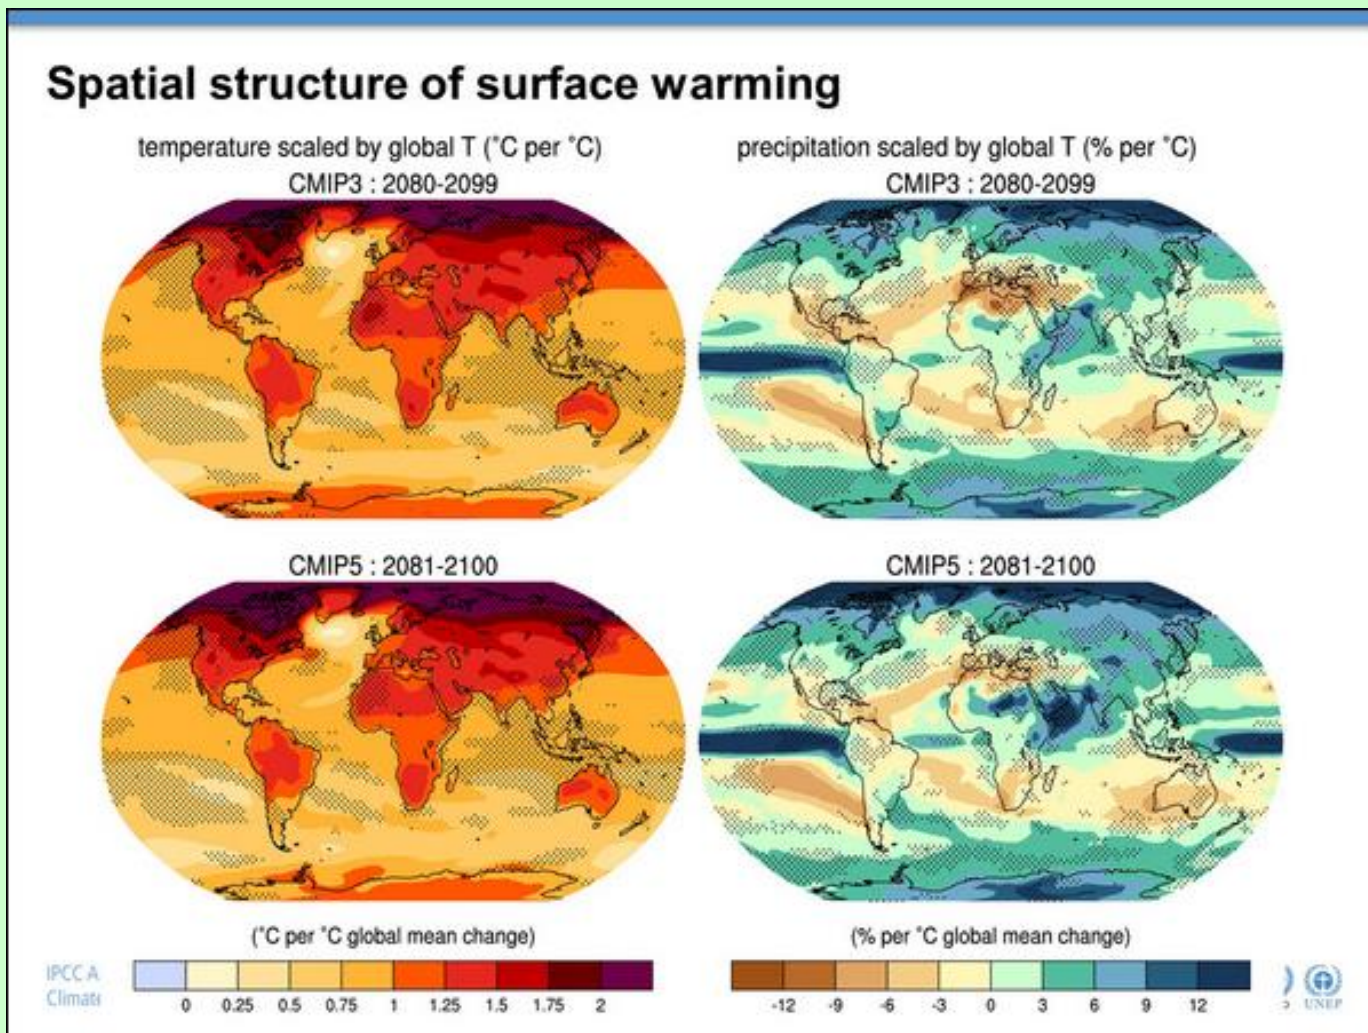 Spatial structure of surface warming
temperature scaled by global T (°C per °C)
CMIP3 : 2080-2099
precipitation scaled by global T (% per °C)
CMIP3 : 2080-2099
CMIP5 : 2081-2100
CMIP5 : 2081-2100
(°C per °C global mean change)
0 0.25 0.5 0.75 1 1.25 1.5 1.75 2
(% per °C global mean change)
-12 -9 -6 -3 0 3 6 9 12
IPCC A
Climat
UNEP